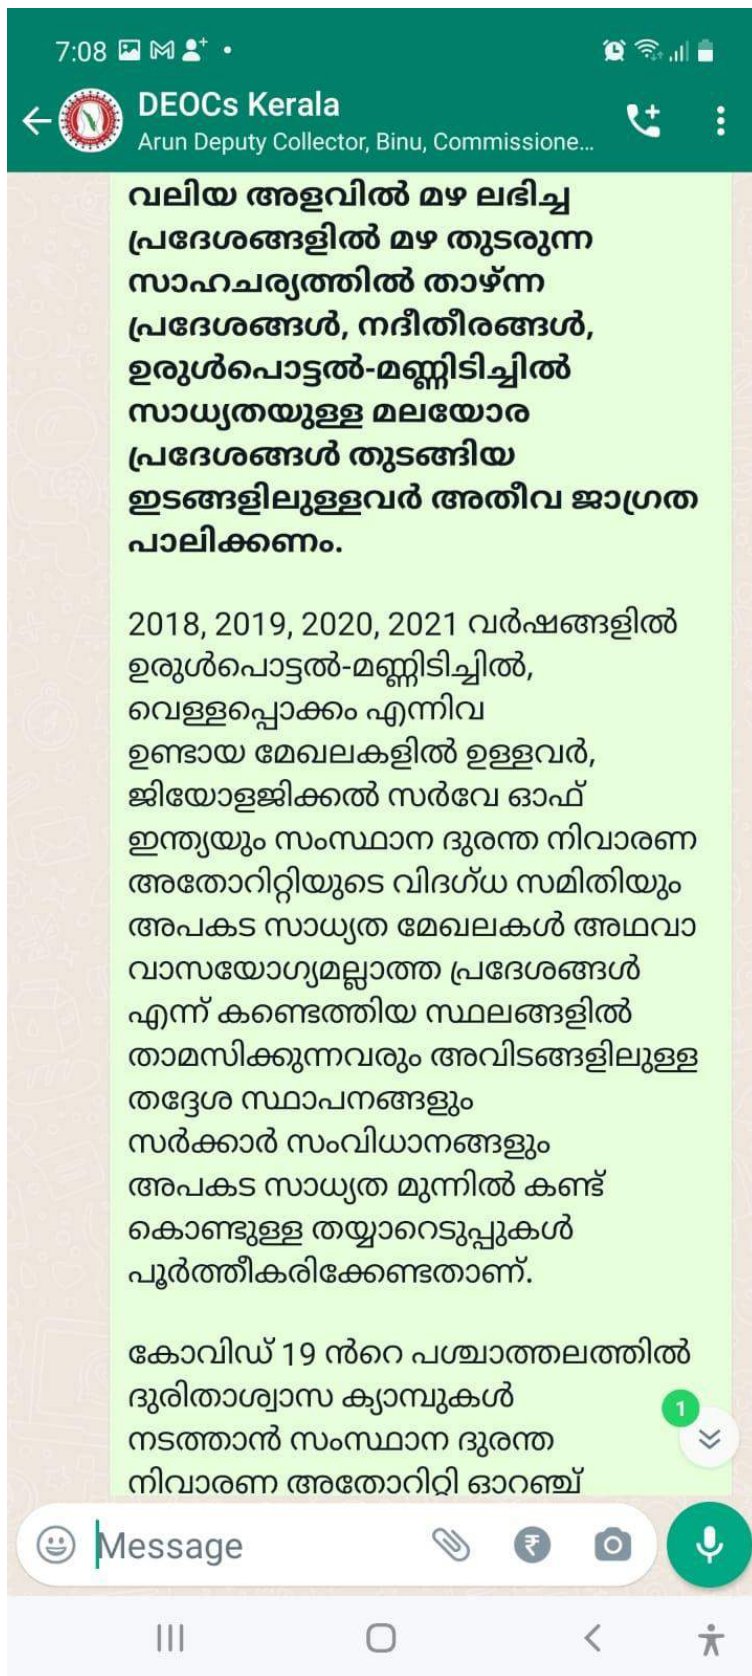 7:08
DEOCs Kerala
Arun Deputy Collector, Binu, Commissione...
വലിയ അളവിൽ മഴ ലഭിച്ച
പ്രദേശങ്ങളിൽ മഴ തുടരുന്ന
സാഹചര്യത്തിൽ താഴ്ന്ന
പ്രദേശങ്ങൾ, നദീതീരങ്ങൾ,
ഉരുൾപൊട്ടൽ-മണ്ണിടിച്ചിൽ
സാധ്യതയുള്ള മലയോര
പ്രദേശങ്ങൾ തുടങ്ങിയ
ഇടങ്ങളിലുള്ളവർ അതീവ ജാഗ്രത
പാലിക്കണം.
2018, 2019, 2020, 2021 വർഷങ്ങളിൽ
ഉരുൾപൊട്ടൽ-മണ്ണിടിച്ചിൽ,
വെള്ളപ്പൊക്കം എന്നിവ
ഉണ്ടായ മേഖലകളിൽ ഉള്ളവർ,
ജിയോളജിക്കൽ സർവേ ഓഫ്
ഇന്ത്യയും സംസ്ഥാന ദുരന്ത നിവാരണ
അതോറിറ്റിയുടെ വിദഗ്ധ സമിതിയും
അപകട സാധ്യത മേഖലകൾ അഥവാ
വാസയോഗ്യമല്ലാത്ത പ്രദേശങ്ങൾ
എന്ന് കണ്ടെത്തിയ സ്ഥലങ്ങളിൽ
താമസിക്കുന്നവരും അവിടങ്ങളിലുള്ള
തദ്ദേശ സ്ഥാപനങ്ങളും
സർക്കാർ സംവിധാനങ്ങളും
അപകട സാധ്യത മുന്നിൽ കണ്ട്
കൊണ്ടുള്ള തയ്യാറെടുപ്പുകൾ
പൂർത്തീകരിക്കേണ്ടതാണ്.
കോവിഡ് 19 ൻറെ പശ്ചാത്തലത്തിൽ
ദുരിതാശ്വാസ ക്യാമ്പുകൾ
നടത്താൻ സംസ്ഥാന ദുരന്ത
നിവാരണ അതോറിറ്റി ഓറഞ്ച്
1
Message